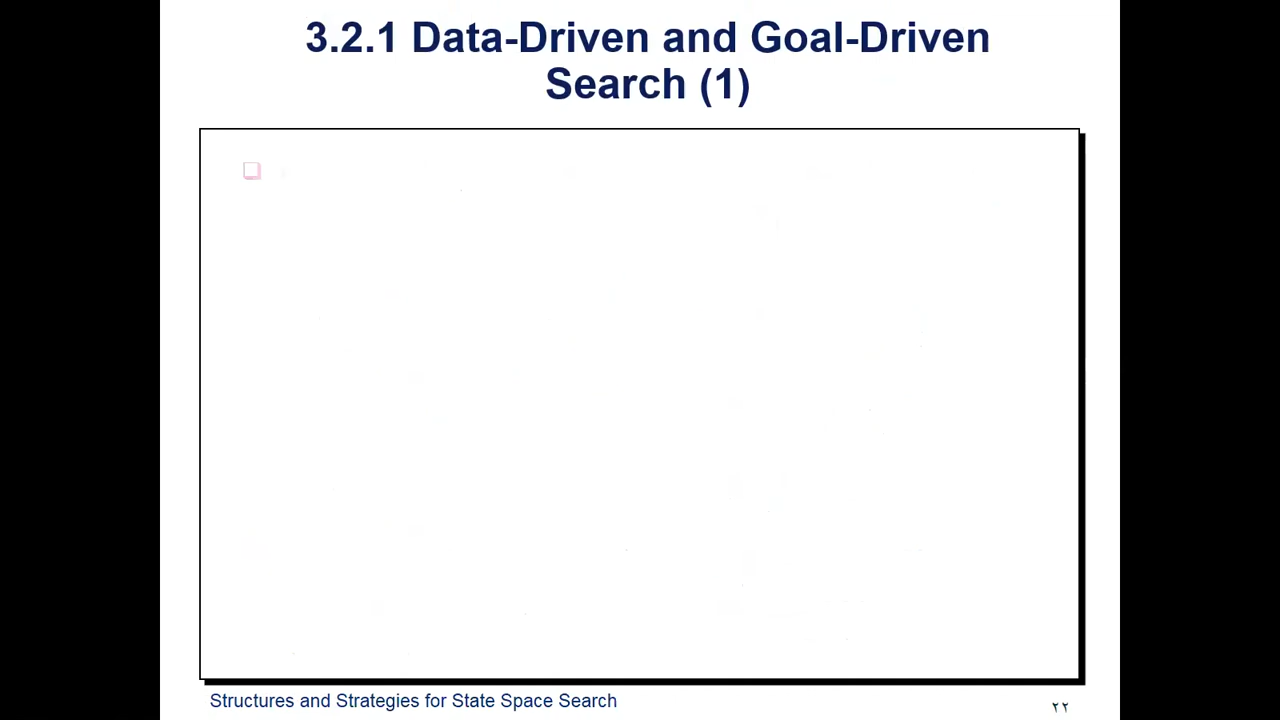 3.2.1 Data-Driven and Goal-Driven
Search (1)
Structures and Strategies for State Space Search
٢٢